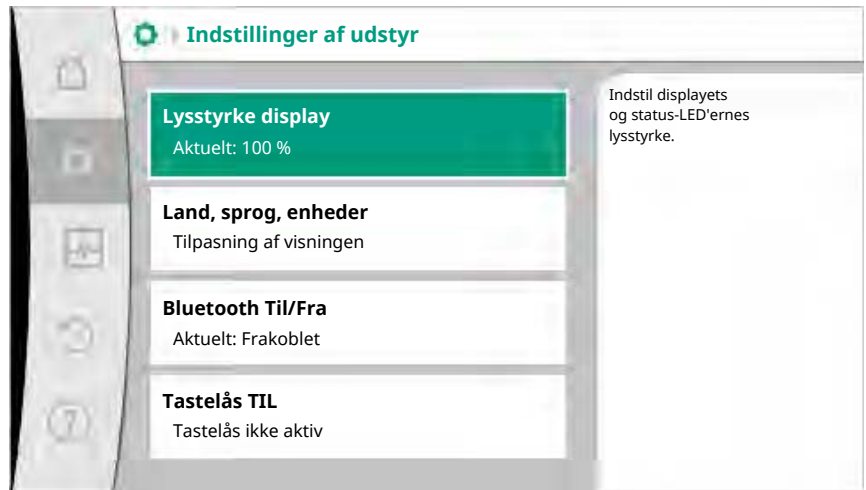 Indstillinger af udstyr
Lysstyrke display
Aktuelt: 100 %
Land, sprog, enheder
Tilpasning af visningen
Bluetooth Til/Fra
Aktuelt: Frakoblet
Tastelås TIL
Tastelås ikke aktiv
Indstil displayets
og status-LED'ernes
lysstyrke.